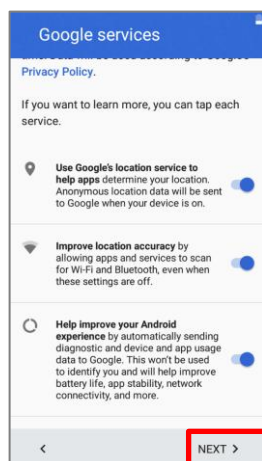 Google services
Privacy Policy.
If you want to learn more, you can tap each
service.
Use Google's location service to
help apps determine your location.
Anonymous location data will be sent
to Google when your device is on.
Improve location accuracy by
allowing apps and services to scan
for Wi-Fi and Bluetooth, even when
these settings are off.
Help improve your Android
experience by automatically sending
diagnostic and device and app usage
data to Google. This won't be used
to identify you and will help improve
battery life, app stability, network
connectivity, and more.
NEXT